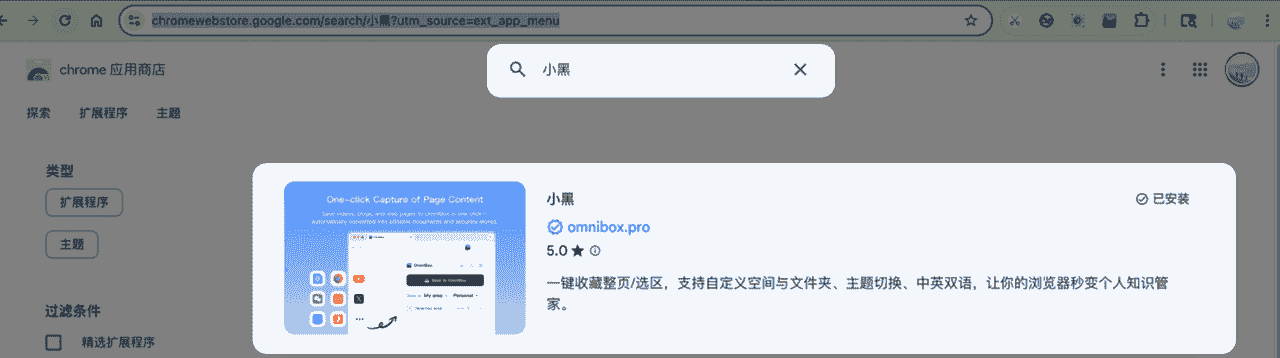 chromewebstore.google.com/search/小黑?utm_source=ext_app_menu
chrome 应用商店
小黑
探索 扩展程序 主题
类型
扩展程序
主题
过滤条件
精选扩展程序
One-click Capture of Page Content
小黑
已安装
omnibox.pro
5.0
一键收藏整页/选区，支持自定义空间与文件夹、主题切换、中英双语，让你的浏览器秒变个人知识管
家。